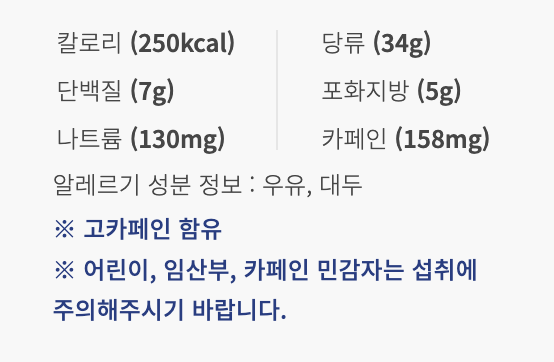 칼로리 (250kcal) 당류 (34g)
단백질 (7g) 포화지방 (5g)
나트륨 (130mg) 카페인 (158mg)
알레르기 성분 정보 : 우유, 대두
※ 고카페인 함유
※ 어린이, 임산부, 카페인 민감자는 섭취에
주의해주시기 바랍니다.